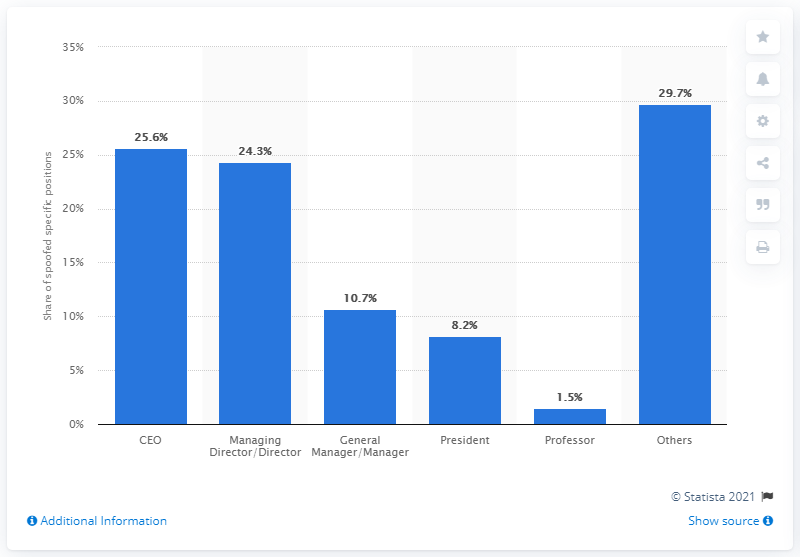 35%
30%
25%
20%
15%
10%
5%
0%
Share of spoofed specific positions
25.6%
24.3%
10.7%
8.2%
1.5%
29.7%
CEO
Managing
Director/Director
General
Manager/Manager
President
Professor
Others
© Statista 2021
Additional Information
Show source